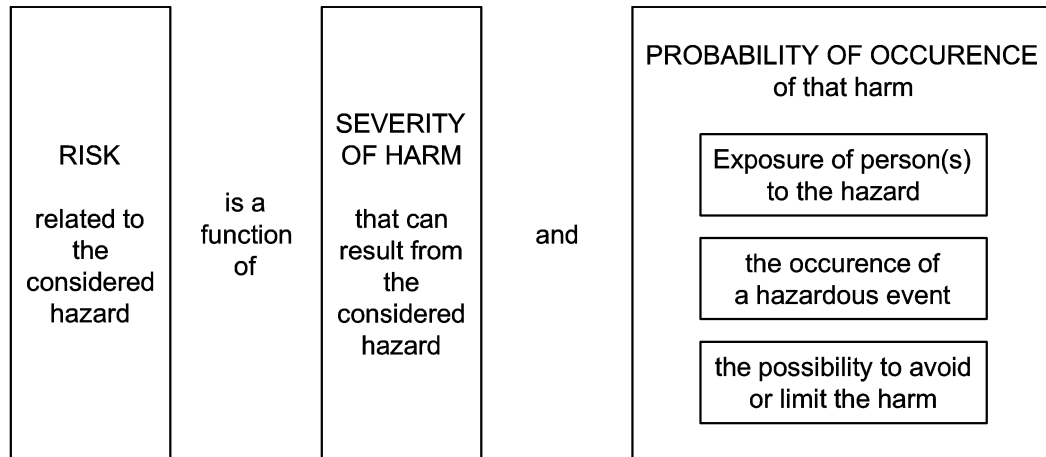 RISK
related to
the
considered
hazard
is a
function
of
SEVERITY
OF HARM
that can
result from
the
considered
hazard
and
PROBABILITY OF OCCURENCE
of that harm
Exposure of person(s)
to the hazard
the occurence of
a hazardous event
the possibility to avoid
or limit the harm